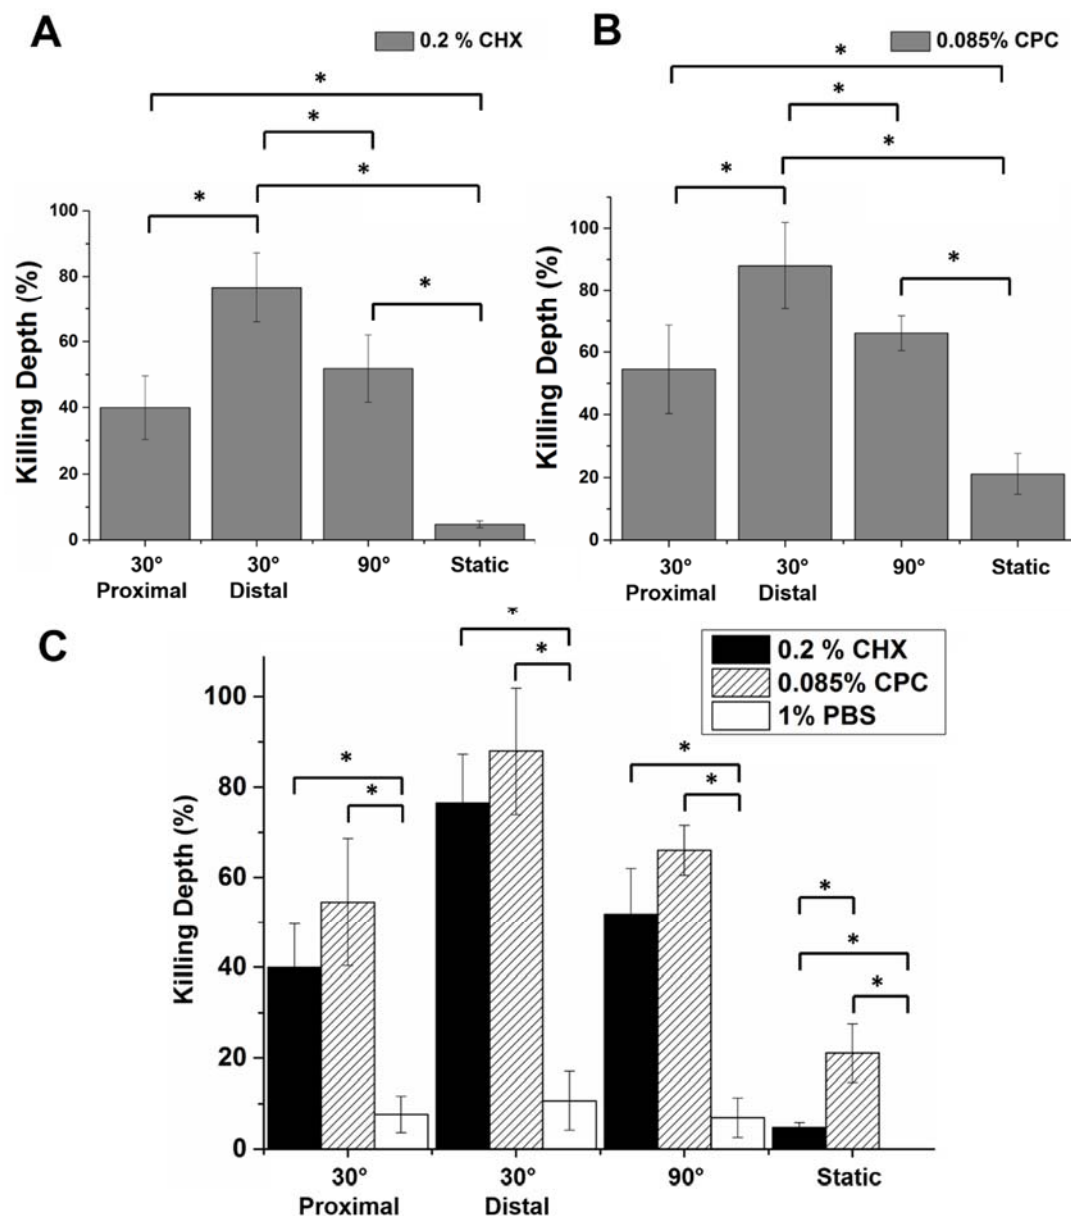 A
0.2 % CHX
*
*
*
*
*
Killing Depth (%)
100
80
60
40
20
0
30° 30° 90° Static
Proximal Distal
B
0.085% CPC
*
*
*
*
*
Killing Depth (%)
100
80
60
40
20
0
30° 30° 90° Static
Proximal Distal
C
0.2 % CHX
0.085% CPC
1% PBS
*
*
*
*
*
*
*
*
*
Killing Depth (%)
100
80
60
40
20
0
30° 30° 90° Static
Proximal Distal